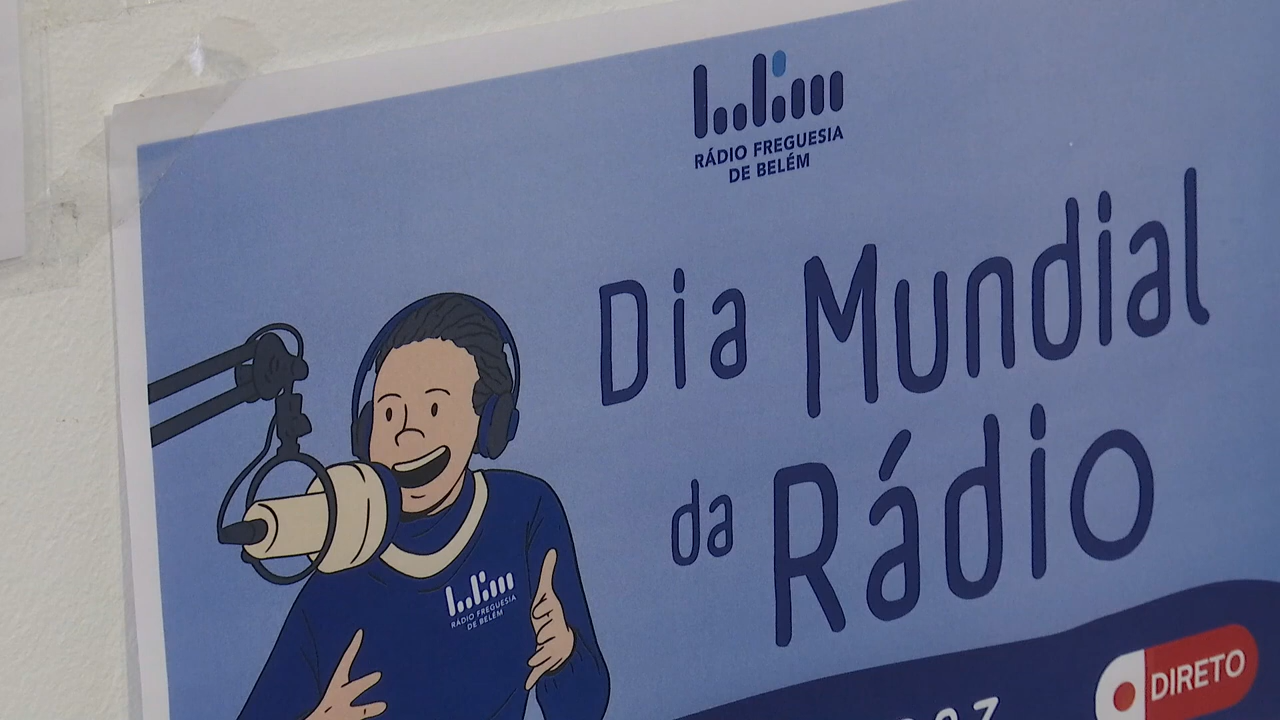 RÁDIO FREGUESIA
DE BELÉM
Dia Mundial
da Rádio
RÁDIO FREGUESIA
DE BELÉM
DIRETO